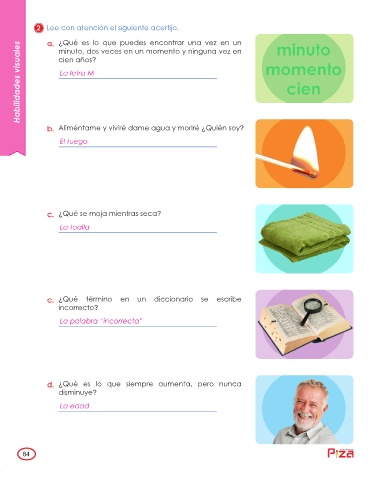 Habilidades visuales
2 Lee con atención el siguiente acertijo.
a. ¿Qué es lo que puedes encontrar una vez en un
minuto, dos veces en un momento y ninguna vez en
cien años?
La letra M
minuto
momento
cien
b. Aliméntame y viviré dame agua y moriré ¿Quién soy?
El fuego
c. ¿Qué se moja mientras seca?
La toalla
c. ¿Qué término en un diccionario se escribe
incorrecto?
La palabra "incorrecta"
d. ¿Qué es lo que siempre aumenta, pero nunca
disminuye?
La edad
84
Piza